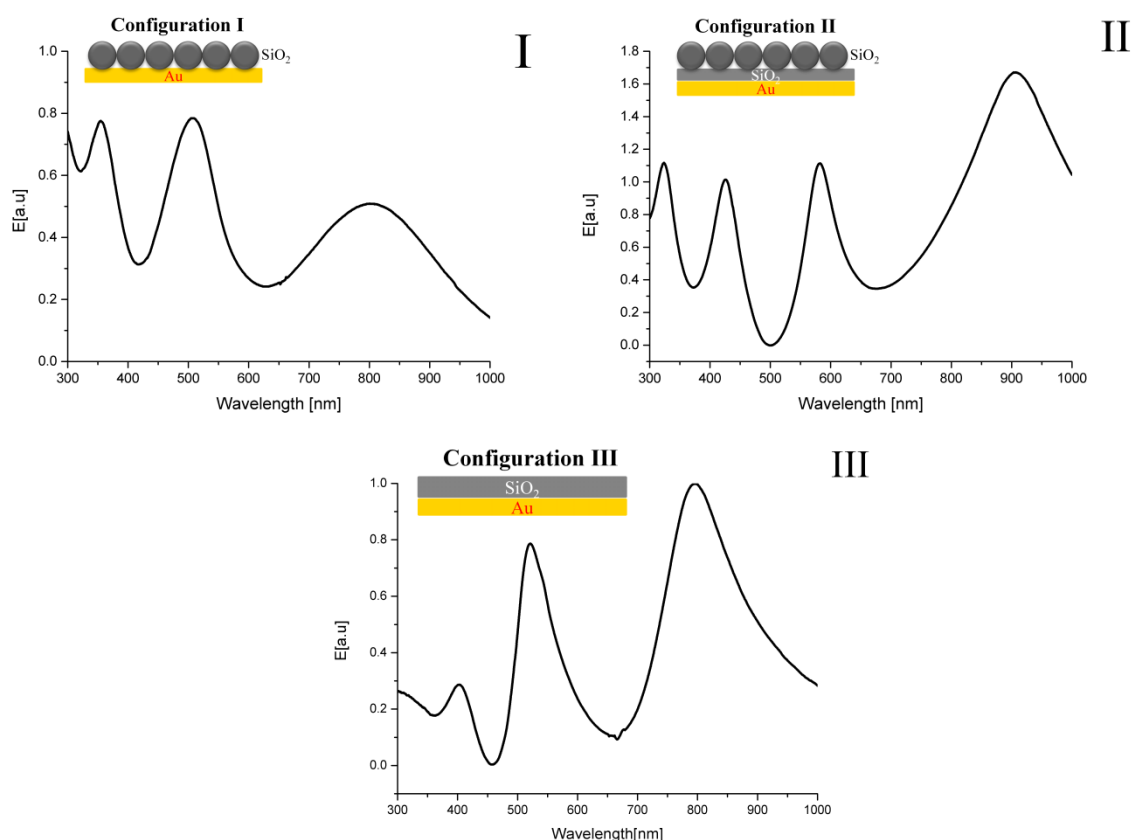 Configuration I
I
SiO₂
Au
1.0
0.8
0.6
0.4
0.2
0.0
E[a.u]
300 400 500 600 700 800 900 1000
Wavelength [nm]
Configuration II
II
SiO₂
SiO₂
Au
1.8
1.6
1.4
1.2
1.0
0.8
0.6
0.4
0.2
0.0
E[a.u]
300 400 500 600 700 800 900 1000
Wavelength [nm]
Configuration III
III
SiO₂
Au
1.0
0.8
0.6
0.4
0.2
0.0
E[a.u]
300 400 500 600 700 800 900 1000
Wavelength[nm]